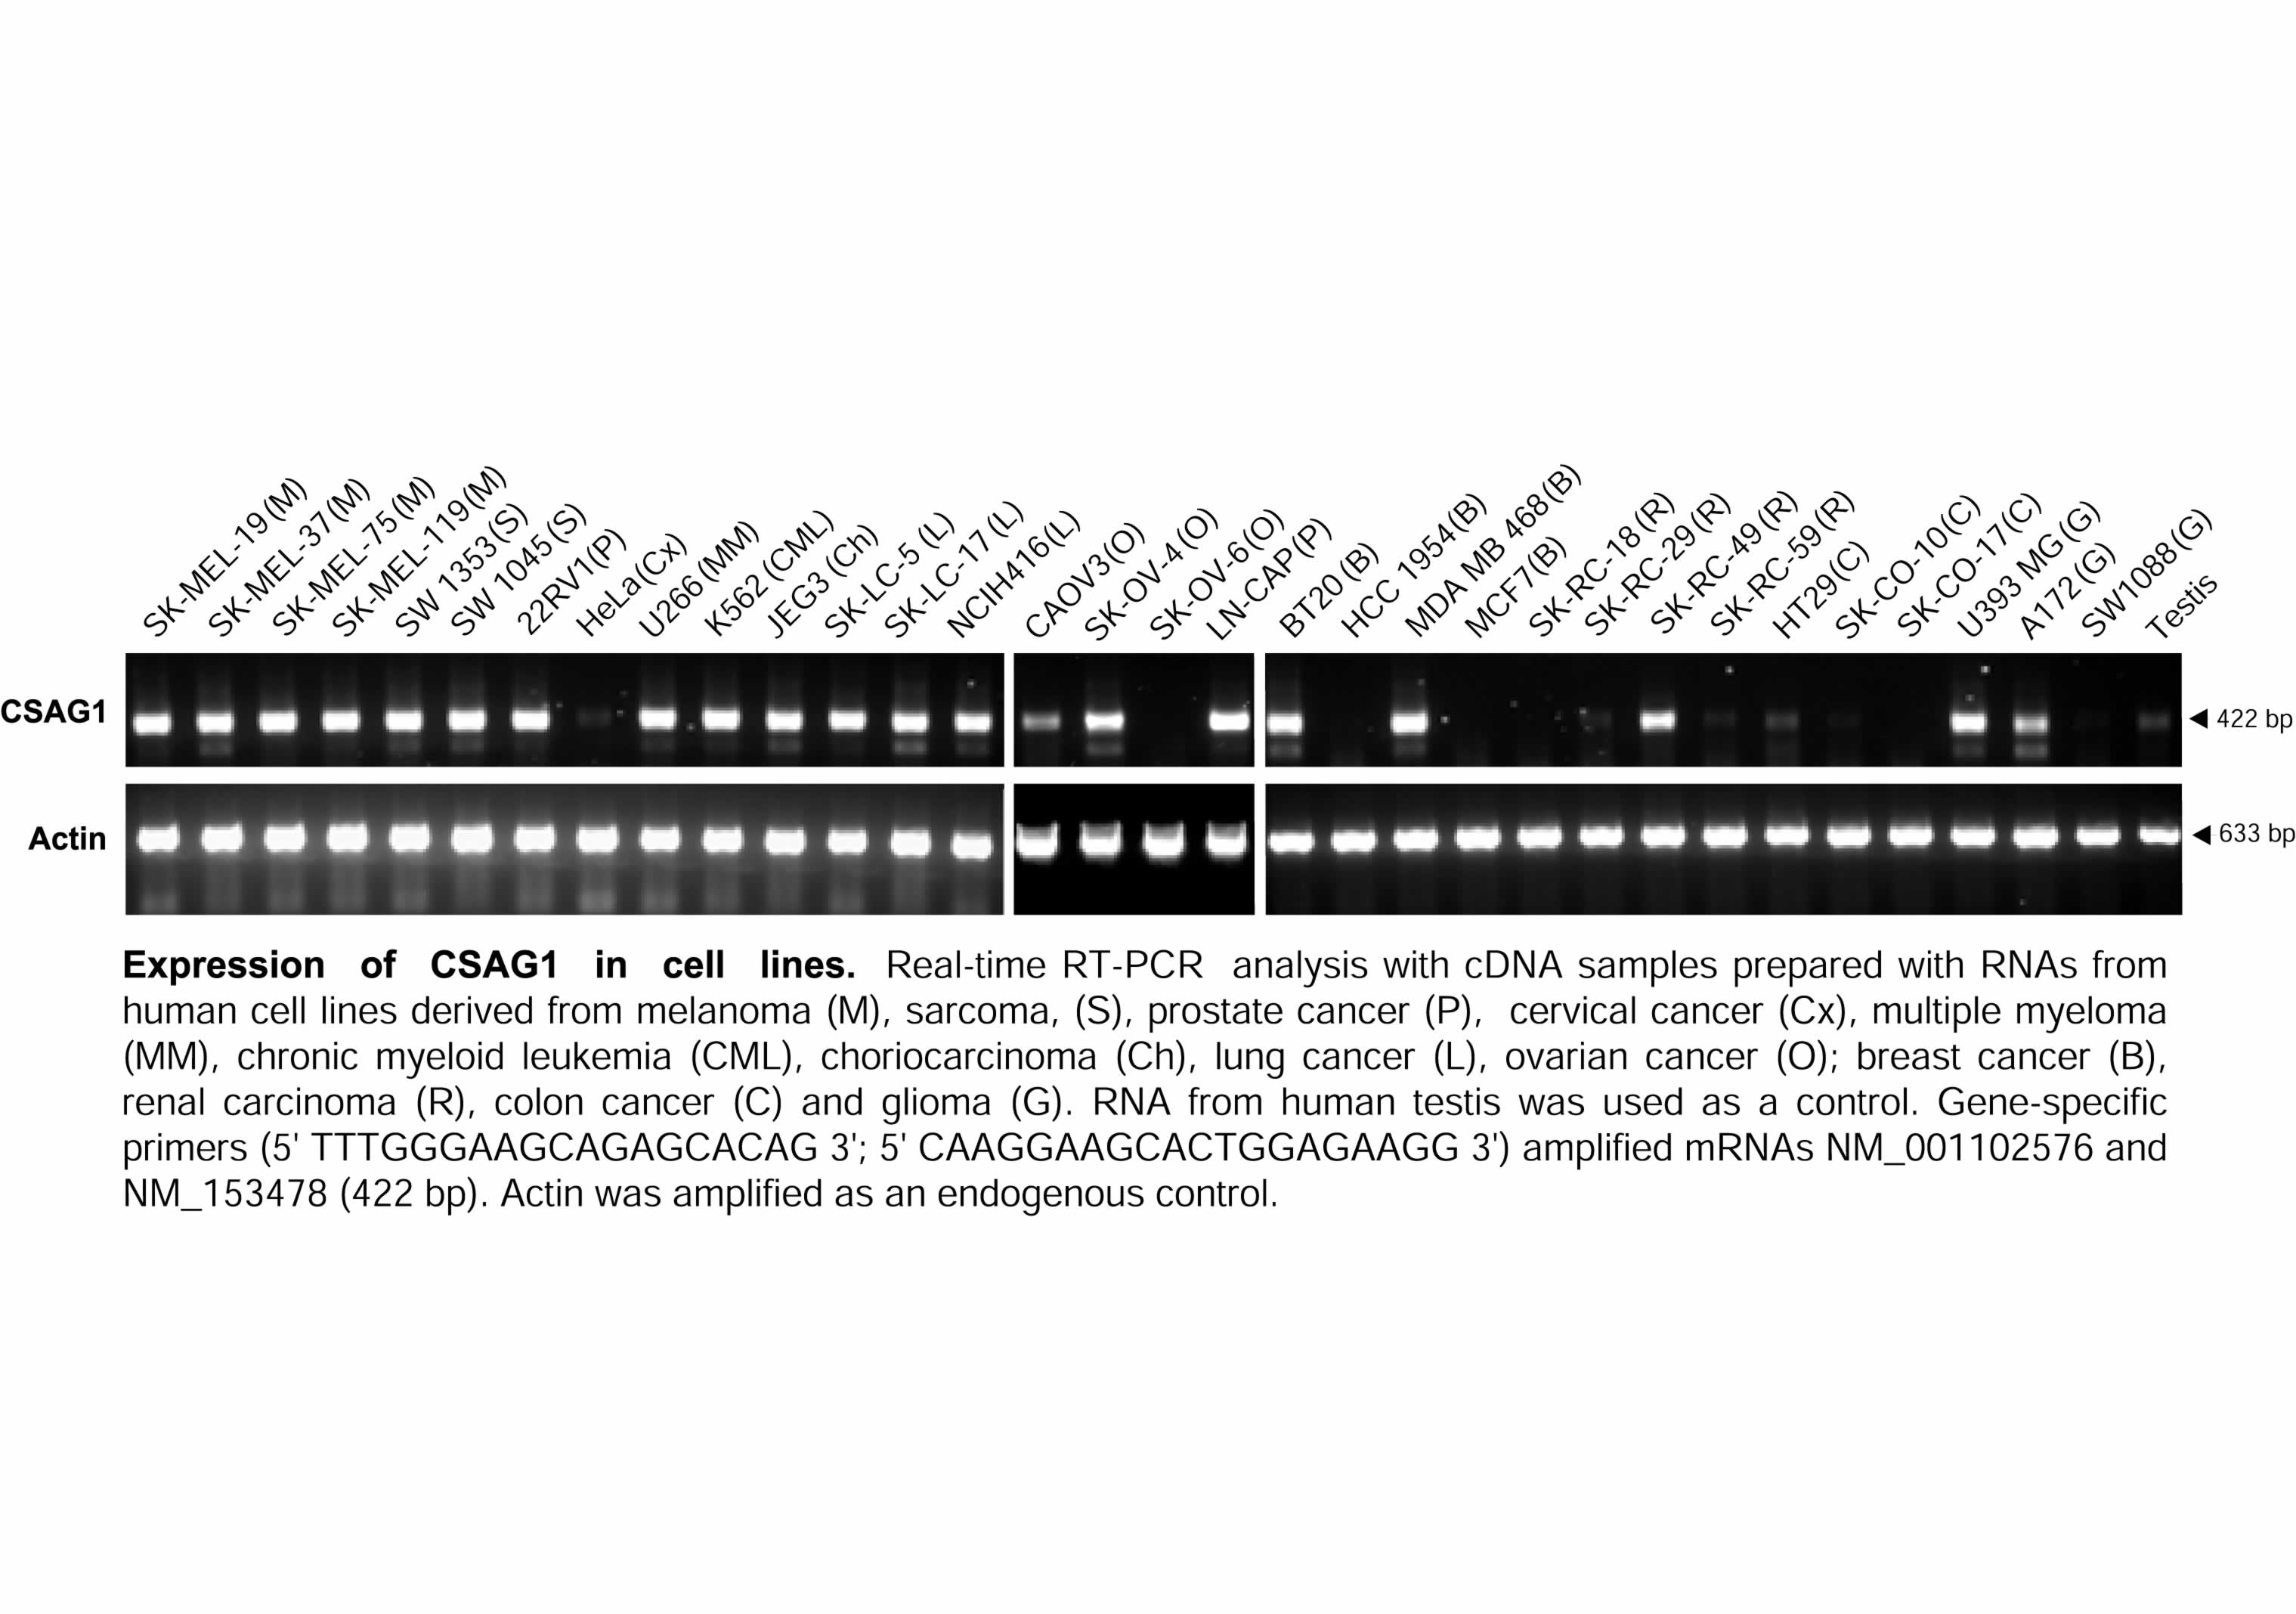 SK-MEL-19 (M)
SK-MEL-37 (M)
SK-MEL-75 (M)
SK-MEL-119 (M)
SW 1353 (S)
SW 1045 (S)
22RV1(P)
HeLa (Cx)
U266 (MM)
K562 (CML)
JEG3 (Ch)
SK-LC-5 (L)
SK-LC-17 (L)
NCIH416 (L)
CAOV3 (O)
SK-OV-4 (O)
SK-OV-6 (O)
LN-CAP (P)
BT20 (B)
HCC 1954 (B)
MDA MB 468 (B)
MCF7 (B)
SK-RC-18 (R)
SK-RC-29 (R)
SK-RC-49 (R)
SK-RC-59 (R)
HT29 (C)
SK-CO-10 (C)
SK-CO-17 (C)
U393 MG (G)
A172 (G)
SW1088 (G)
Testis
CSAG1
422 bp
Actin
633 bp
Expression of CSAG1 in cell lines. Real-time RT-PCR analysis with cDNA samples prepared with RNAs from
human cell lines derived from melanoma (M), sarcoma, (S), prostate cancer (P), cervical cancer (Cx), multiple myeloma
(MM), chronic myeloid leukemia (CML), choriocarcinoma (Ch), lung cancer (L), ovarian cancer (O); breast cancer (B),
renal carcinoma (R), colon cancer (C) and glioma (G). RNA from human testis was used as a control. Gene-specific
primers (5' TTTGGGAAGCAGAGCACAG 3'; 5' CAAGGAAGCACTGGAGAAGG 3') amplified mRNAs NM_001102576 and
NM_153478 (422 bp). Actin was amplified as an endogenous control.